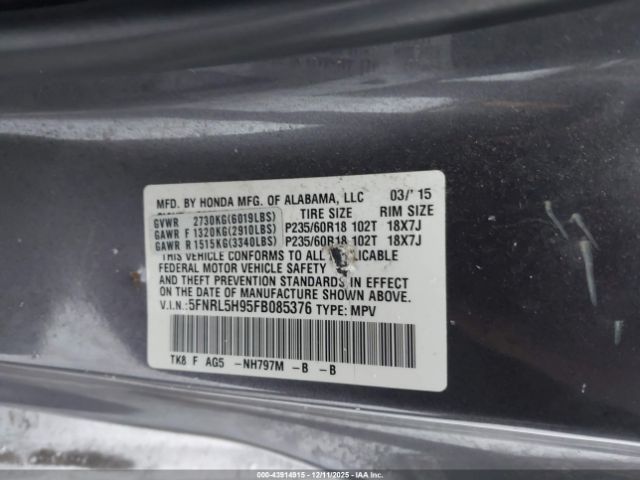 MFD. BY HONDA MFG. OF ALABAMA, LLC 03/'15
TIRE SIZE RIM SIZE
GVWR 2730KG(6019LBS)
GAWR F 1320KG(2910LBS) P235/60R18 102T 18X7J
GAWR R 1515KG(3340LBS) P235/60R18 102T 18X7J
THIS VEHICLE CONFORMS TO ALL APPLICABLE
FEDERAL MOTOR VEHICLE SAFETY
AND THEFT PREVENTION STANDARDS IN EFFECT
ON THE DATE OF MANUFACTURE SHOWN ABOVE.
V.I.N.:5FNRL5H95FB085376 TYPE: MPV
TK8 F AG5 -NH797M -B -B
000-43914915 - 12/11/2025 - IAAI